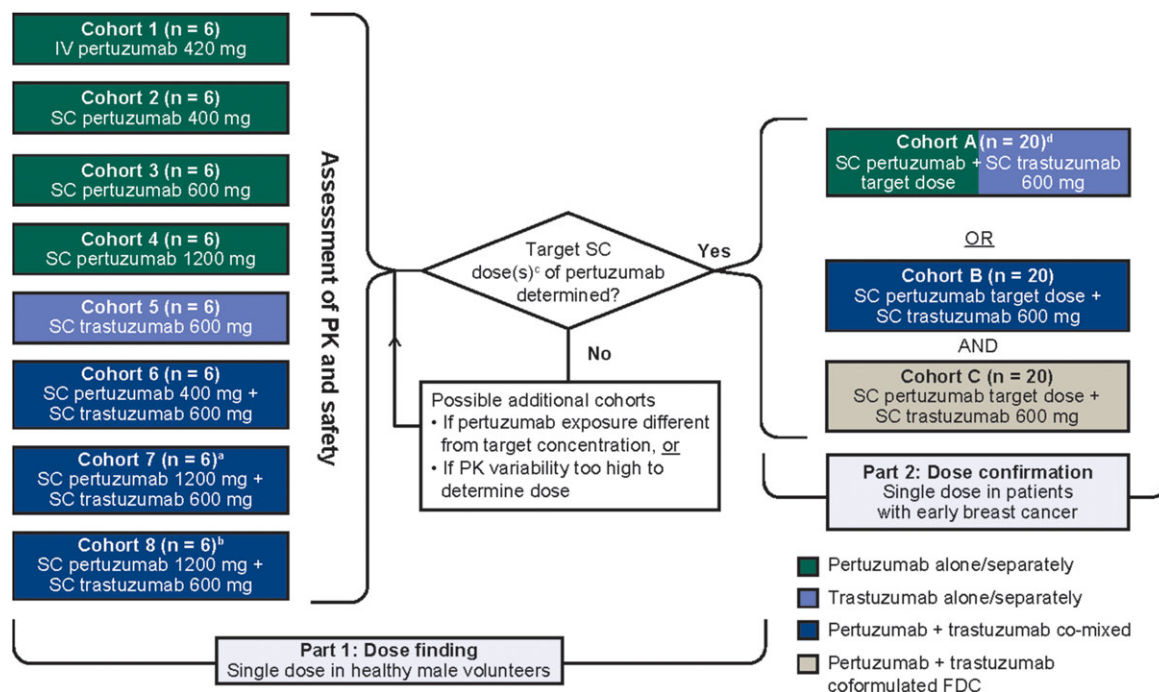 Cohort 1 (n = 6)
IV pertuzumab 420 mg
Cohort 2 (n = 6)
SC pertuzumab 400 mg
Cohort 3 (n = 6)
SC pertuzumab 600 mg
Cohort 4 (n = 6)
SC pertuzumab 1200 mg
Cohort 5 (n = 6)
SC trastuzumab 600 mg
Cohort 6 (n = 6)
SC pertuzumab 400 mg +
SC trastuzumab 600 mg
Cohort 7 (n = 6)a
SC pertuzumab 1200 mg +
SC trastuzumab 600 mg
Cohort 8 (n = 6)b
SC pertuzumab 1200 mg +
SC trastuzumab 600 mg
Assessment of PK and safety
Part 1: Dose finding
Single dose in healthy male volunteers
Target SC
dose(s)c of pertuzumab
determined?
Yes
No
Possible additional cohorts
• If pertuzumab exposure different
from target concentration, or
• If PK variability too high to
determine dose
Cohort A (n = 20)d
SC pertuzumab + SC trastuzumab
target dose 600 mg
OR
Cohort B (n = 20)
SC pertuzumab target dose +
SC trastuzumab 600 mg
AND
Cohort C (n = 20)
SC pertuzumab target dose +
SC trastuzumab 600 mg
Part 2: Dose confirmation
Single dose in patients
with early breast cancer
Pertuzumab alone/separately
Trastuzumab alone/separately
Pertuzumab + trastuzumab co-mixed
Pertuzumab + trastuzumab
coformulated FDC